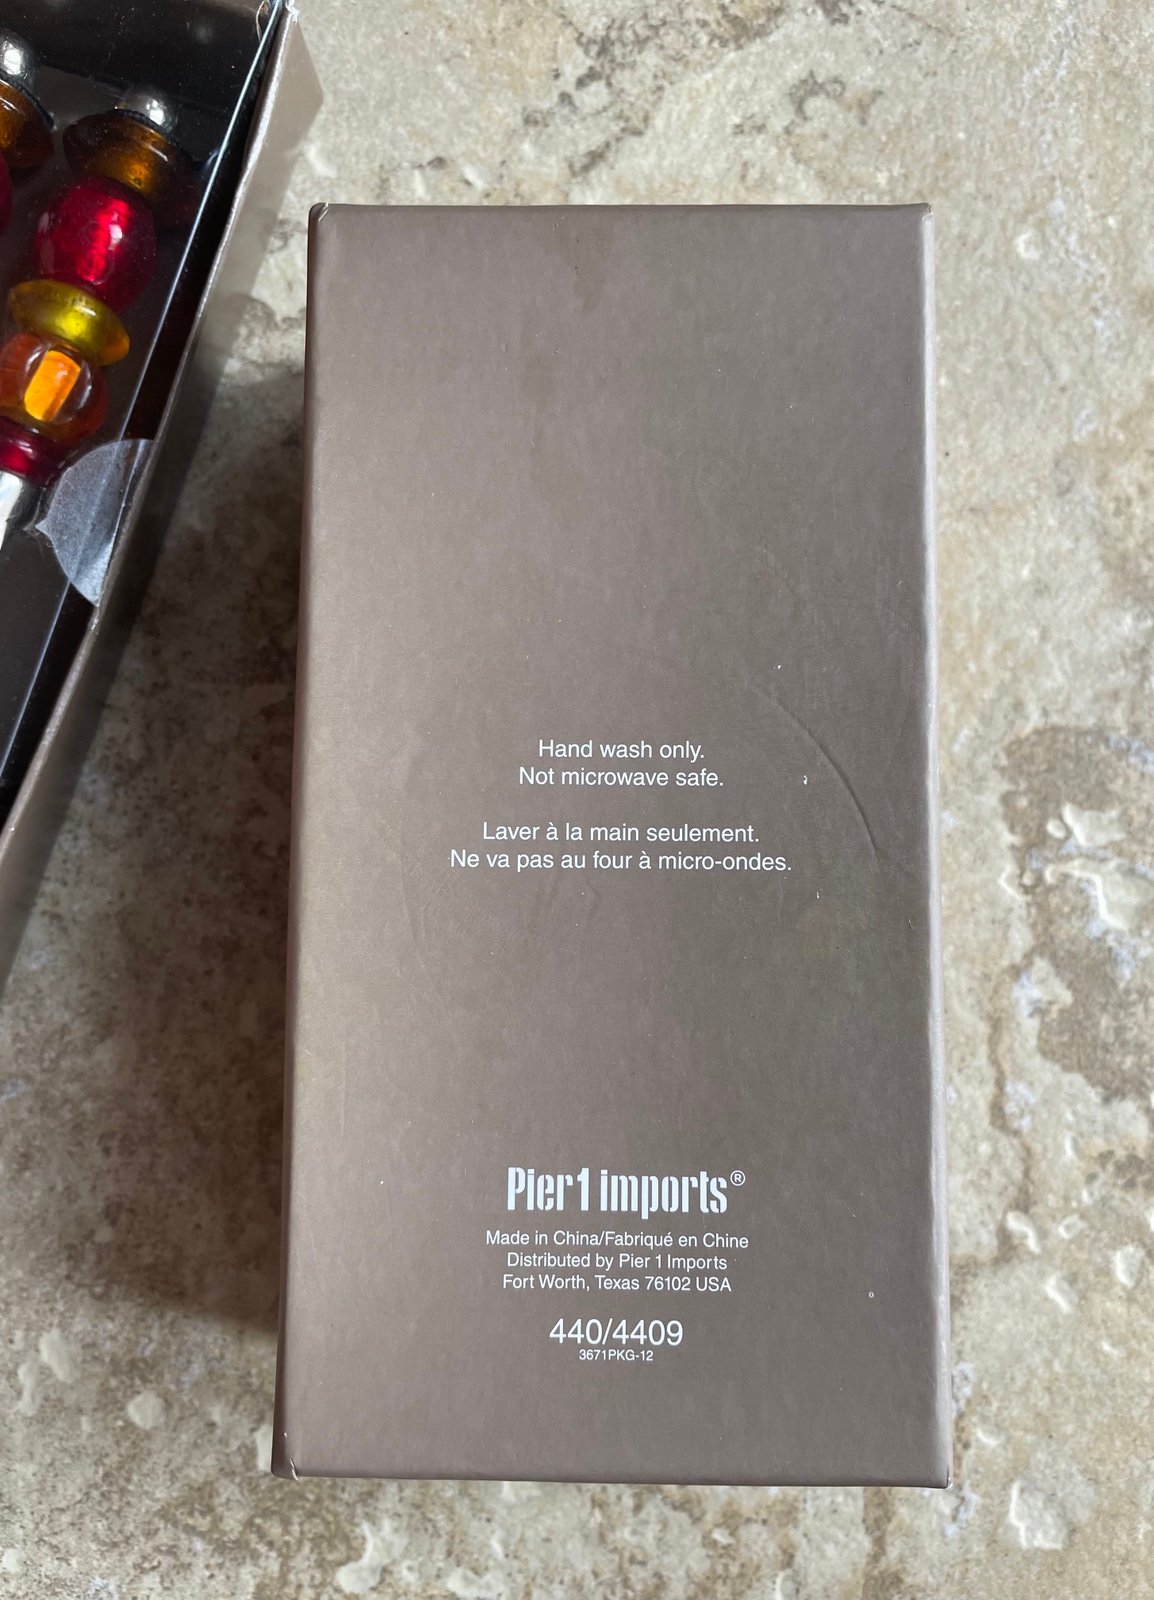 Hand wash only.
Not microwave safe.
Laver à la main seulement.
Ne va pas au four à micro-ondes.
Pier 1 imports®
Made in China/Fabriqué en Chine
Distributed by Pier 1 Imports
Fort Worth, Texas 76102 USA
440/4409
3671PKG-12